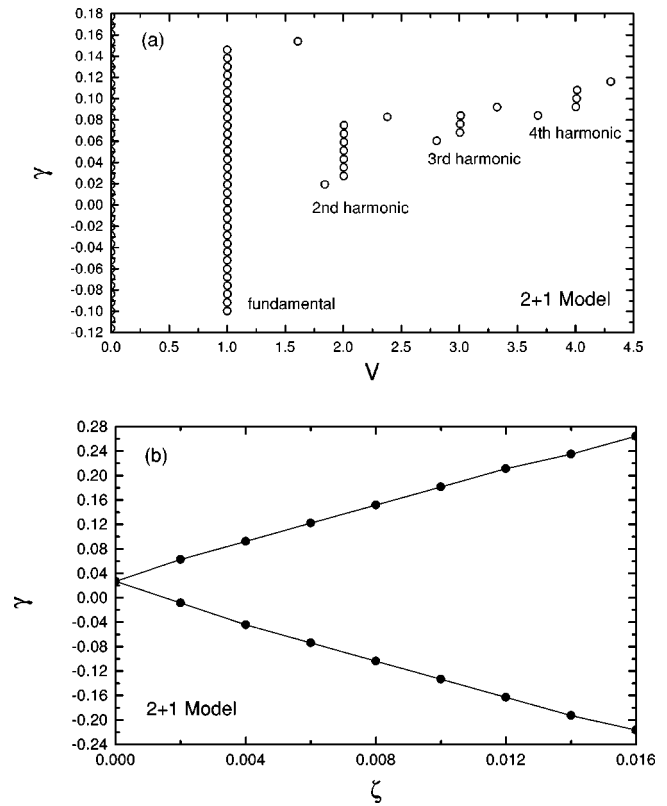 0.18
0.16
0.14
0.12
0.10
0.08
0.06
0.04
0.02
0.00
-0.02
-0.04
-0.06
-0.08
-0.10
-0.12
γ
(a)
4th harmonic
3rd harmonic
2nd harmonic
fundamental
2+1 Model
0.0 0.5 1.0 1.5 2.0 2.5 3.0 3.5 4.0 4.5
V
0.28
0.24
0.20
0.16
0.12
0.08
0.04
0.00
-0.04
-0.08
-0.12
-0.16
-0.20
-0.24
γ
(b)
2+1 Model
0.000 0.004 0.008 0.012 0.016
ζ